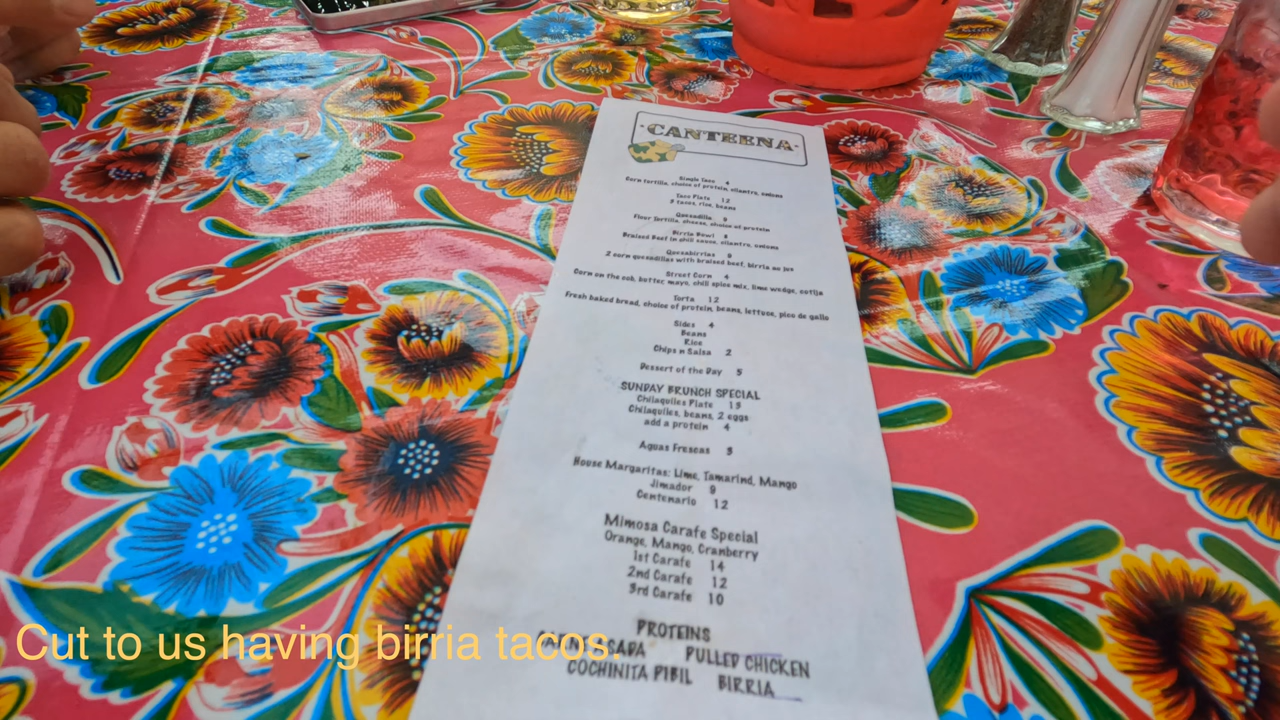 ·CANTEENA·
Single Taco 4
Corn tortilla, choice of protein, cilantro, onions
Taco Plate 12
3 tacos, rice, beans
Quesadilla 9
Flour tortilla, cheese, choice of protein
Birria Bowl 8
Braised Beef in chili sauce, cilantro, onions
Quesabirrias 9
2 corn quesadillas with braised beef, birria au jus
Street Corn 4
Corn on the cob, butter, mayo, chili spice mix, lime wedge, cotija
Torta 12
Fresh baked bread, choice of protein, beans, lettuce, pico de gallo
Sides 4
Beans
Rice
Chips n Salsa 2
Dessert of the Day 5
SUNDAY BRUNCH SPECIAL
Chilaquiles Plate 13
Chilaquiles, beans, 2 eggs
add a protein 4
Aguas Frescas 3
House Margaritas: Lime, Tamarind, Mango
Jimador 9
Centenario 12
Mimosa Carafe Special
Orange, Mango, Cranberry
1st Carafe 14
2nd Carafe 12
3rd Carafe 10
PROTEINS
PULLED CHICKEN
COCHINITA PIBIL BIRRIA
Cut to us having birria tacos.